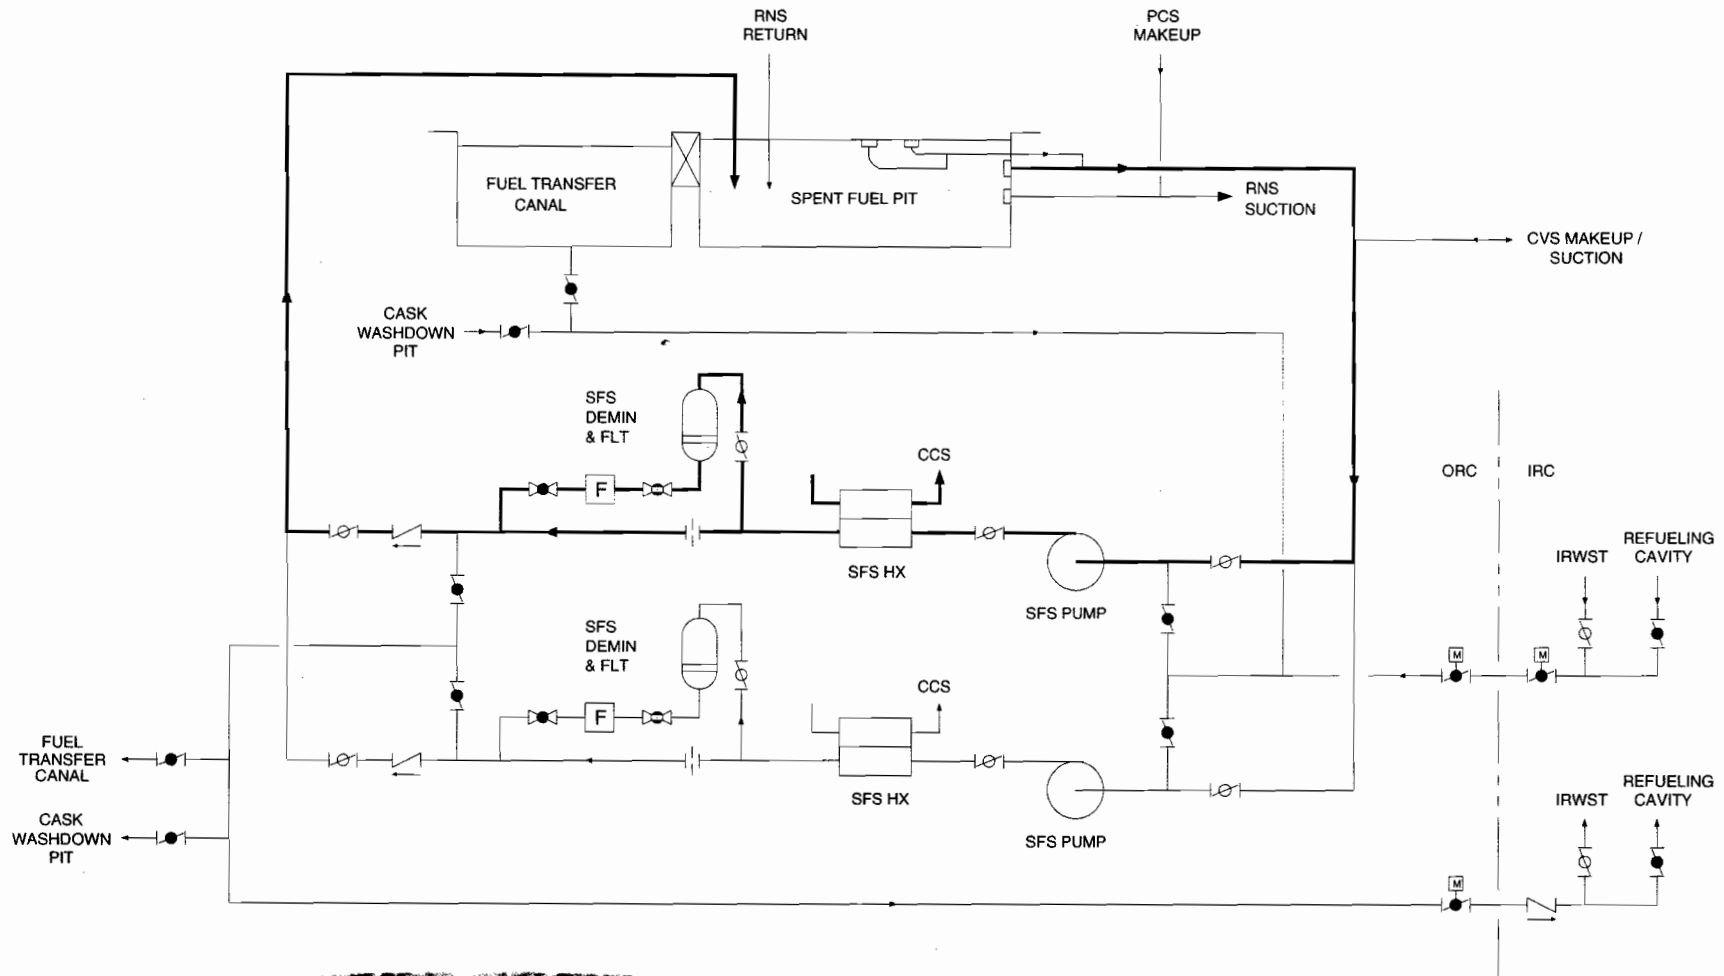 RNS
RETURN
PCS
MAKEUP
FUEL TRANSFER
CANAL
SPENT FUEL PIT
RNS
SUCTION
CVS MAKEUP /
SUCTION
CASK
WASHDOWN
PIT
SFS
DEMIN
& FLT
F
CCS
SFS HX
SFS PUMP
ORC
IRC
IRWST
REFUELING
CAVITY
M
M
SFS
DEMIN
& FLT
F
CCS
SFS HX
SFS PUMP
FUEL
TRANSFER
CANAL
CASK
WASHDOWN
PIT
IRWST
REFUELING
CAVITY
M